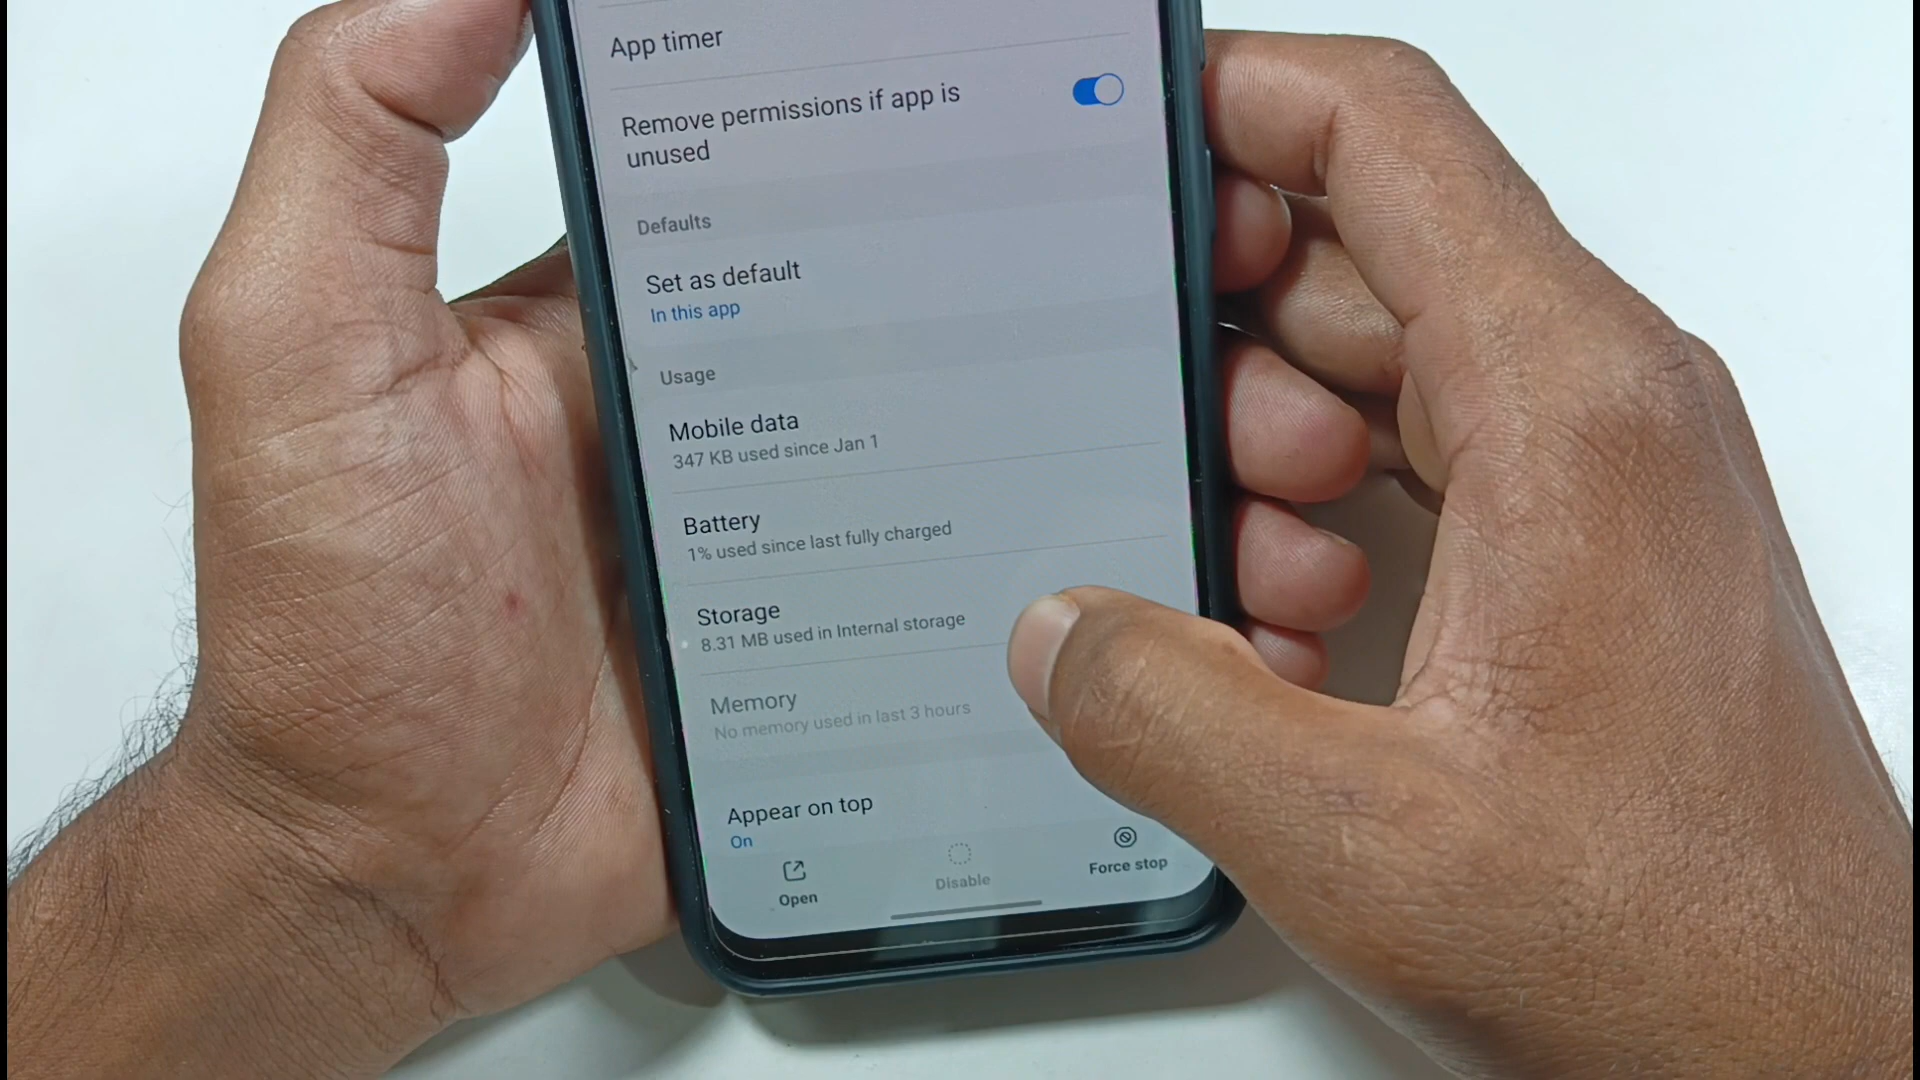 App timer
Remove permissions if app is
unused
Defaults
Set as default
In this app
Usage
Mobile data
347 KB used since Jan 1
Battery
1% used since last fully charged
Storage
8.31 MB used in Internal storage
Memory
No memory used in last 3 hours
Appear on top
On
Open
Disable
Force stop